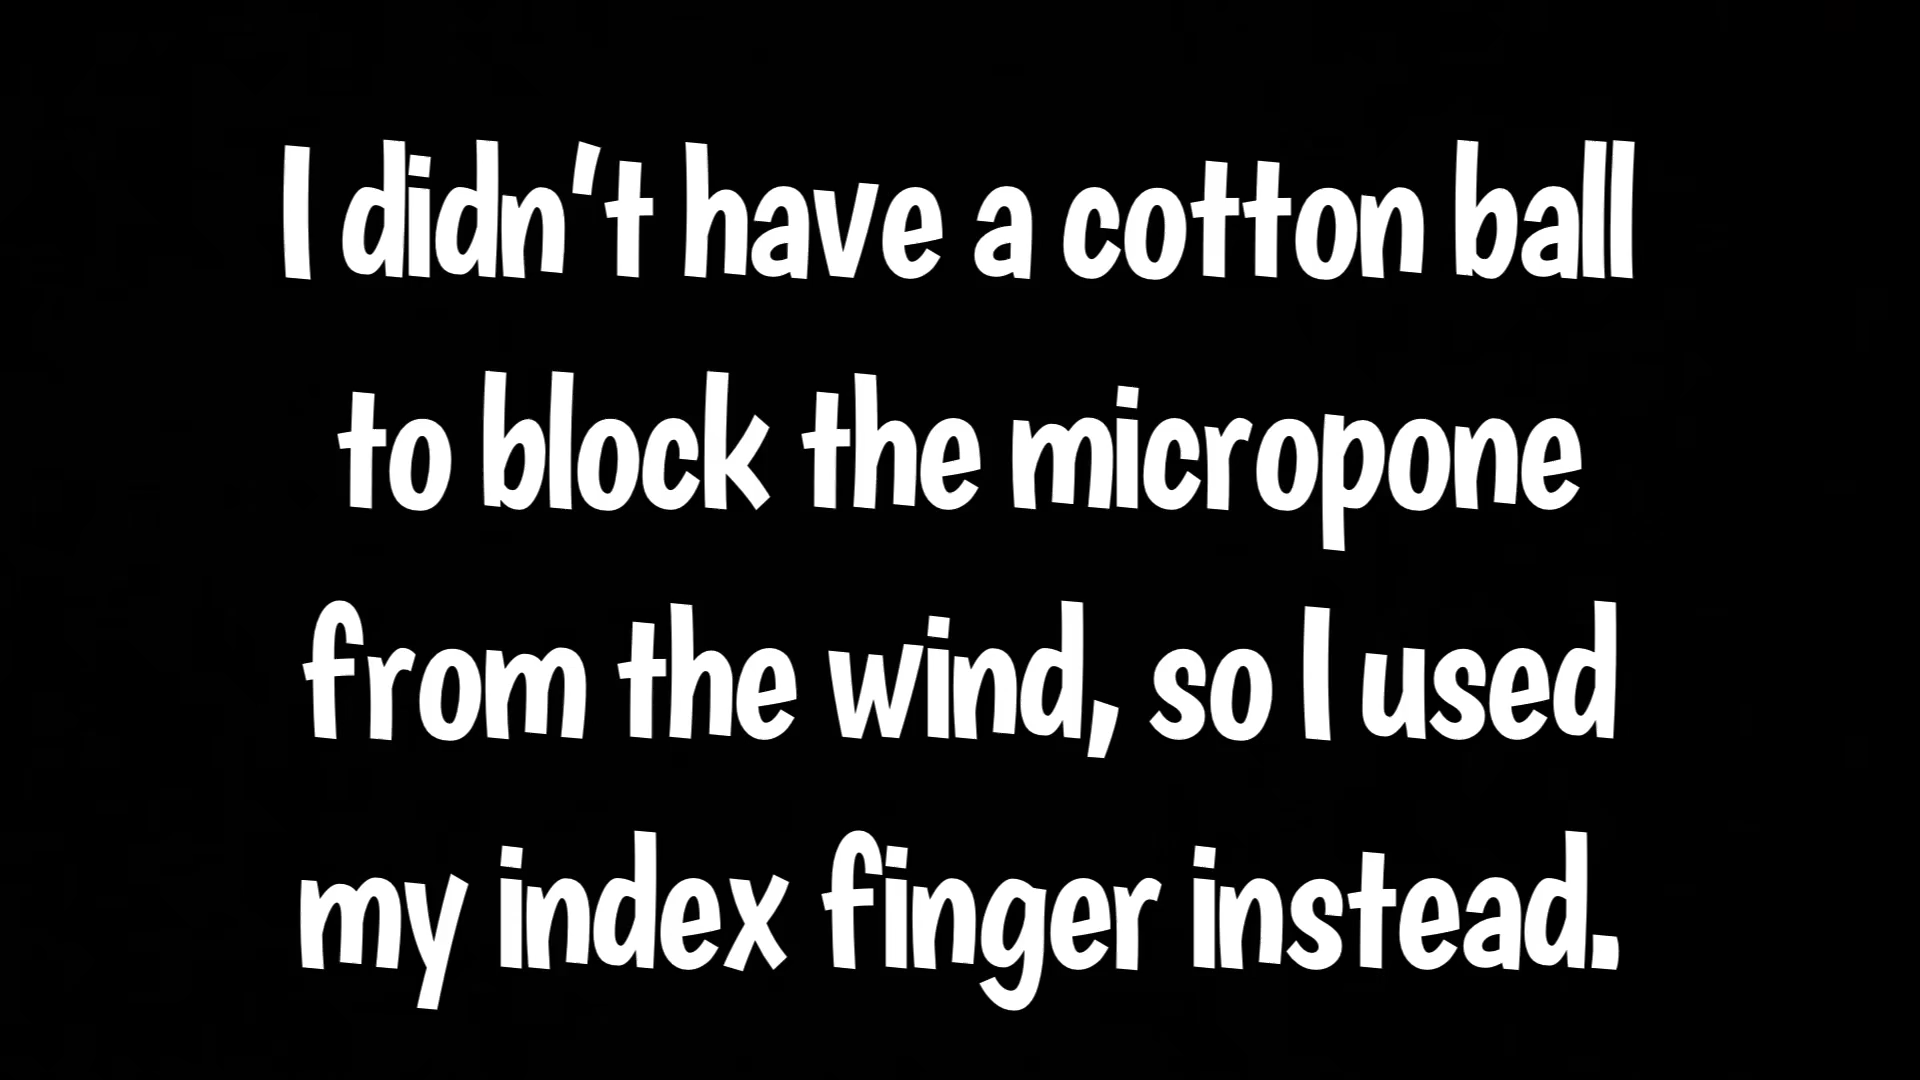 I didn't have a cotton ball
to block the micropone
from the wind, so I used
my index finger instead.